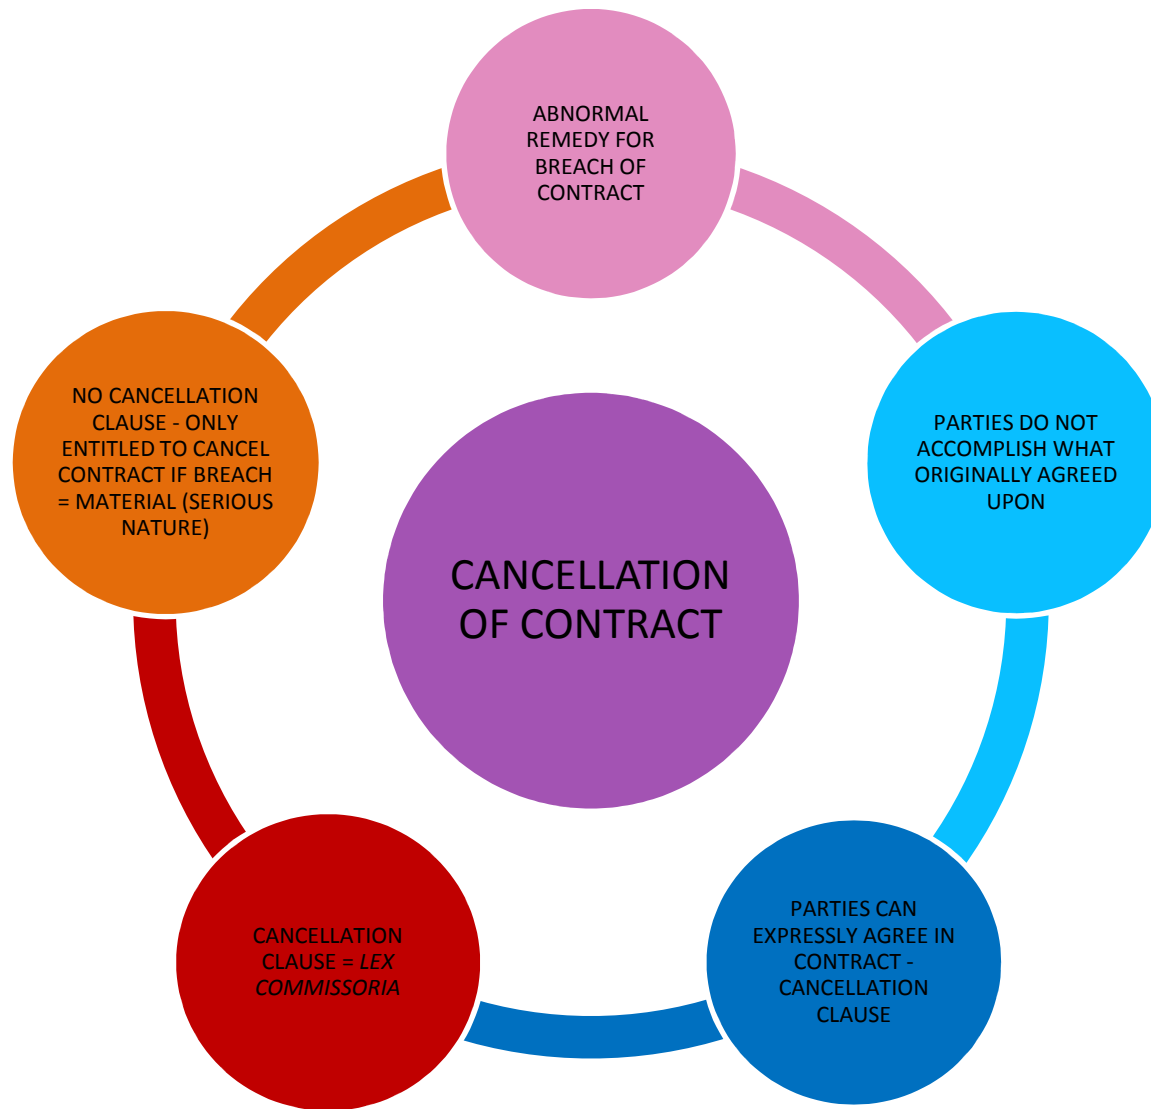 ABNORMAL
REMEDY FOR
BREACH OF
CONTRACT
PARTIES DO NOT
ACCOMPLISH WHAT
ORIGINALLY AGREED
UPON
PARTIES CAN
EXPRESSLY AGREE IN
CONTRACT -
CANCELLATION
CLAUSE
CANCELLATION
CLAUSE = LEX
COMMISSORIA
NO CANCELLATION
CLAUSE - ONLY
ENTITLED TO CANCEL
CONTRACT IF BREACH
= MATERIAL (SERIOUS
NATURE)
CANCELLATION
OF CONTRACT